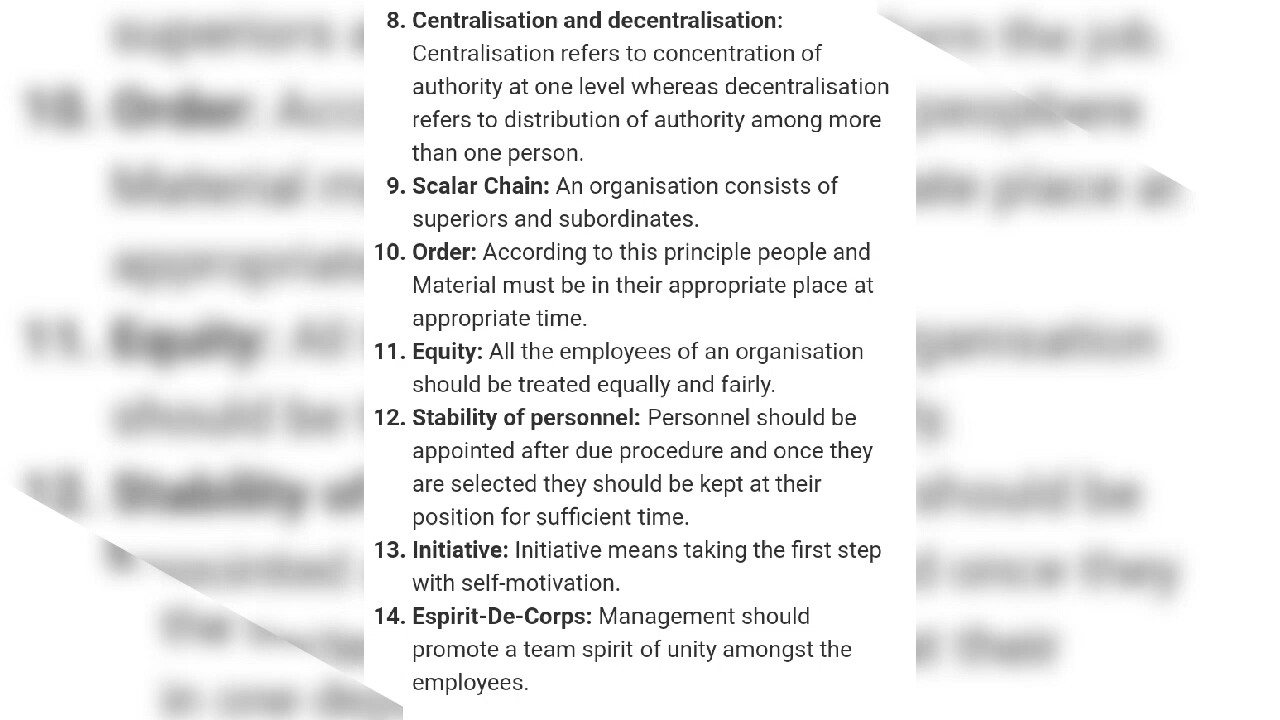 8. Centralisation and decentralisation:
Centralisation refers to concentration of
authority at one level whereas decentralisation
refers to distribution of authority among more
than one person.
9. Scalar Chain: An organisation consists of
superiors and subordinates.
10. Order: According to this principle people and
Material must be in their appropriate place at
appropriate time.
11. Equity: All the employees of an organisation
should be treated equally and fairly.
12. Stability of personnel: Personnel should be
appointed after due procedure and once they
are selected they should be kept at their
position for sufficient time.
13. Initiative: Initiative means taking the first step
with self-motivation.
14. Espirit-De-Corps: Management should
promote a team spirit of unity amongst the
employees.